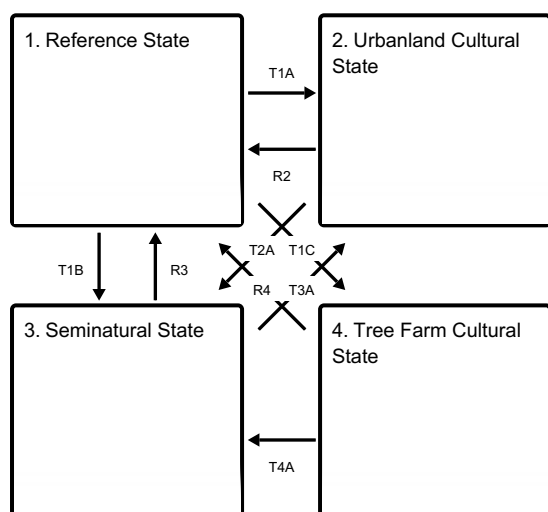 1. Reference State
2. Urbanland Cultural
State
T1A
R2
T2A
T1C
T1B
R3
R4
T3A
3. Seminatural State
4. Tree Farm Cultural
State
T4A